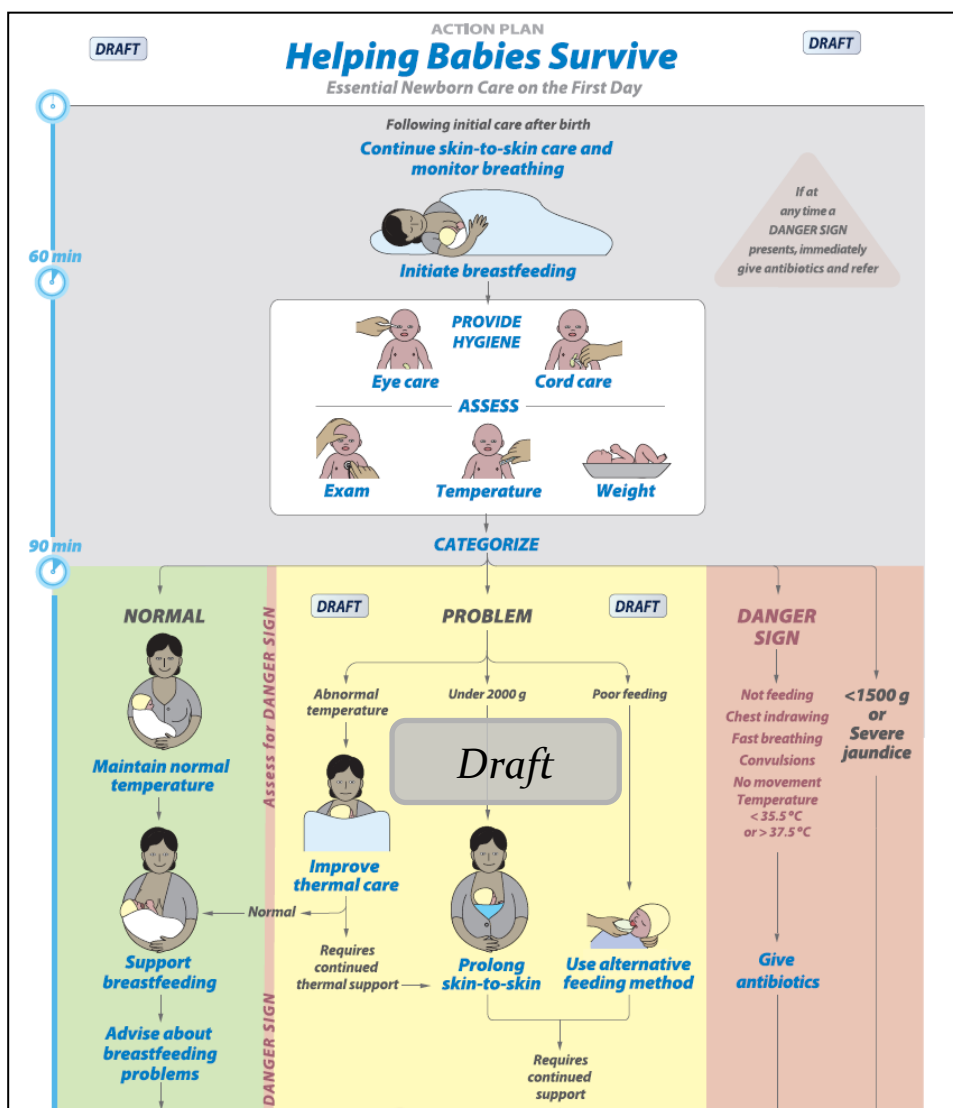 ACTION PLAN
DRAFT
Helping Babies Survive
DRAFT
Essential Newborn Care on the First Day
Following initial care after birth
Continue skin-to-skin care and
monitor breathing
If at
any time a
DANGER SIGN
presents, immediately
give antibiotics and refer
60 min
Initiate breastfeeding
PROVIDE
HYGIENE
Eye care
Cord care
ASSESS
Exam
Temperature
Weight
90 min
CATEGORIZE
NORMAL
Maintain normal
temperature
Support
breastfeeding
Advise about
breastfeeding
problems
Assess for DANGER SIGN
DANGER SIGN
DRAFT
PROBLEM
DRAFT
Abnormal
temperature
Under 2000 g
Poor feeding
Draft
Improve
thermal care
Normal
Requires
continued
thermal support
Prolong
skin-to-skin
Use alternative
feeding method
Requires
continued
support
DANGER
SIGN
Not feeding
Chest indrawing
Fast breathing
Convulsions
No movement
Temperature
< 35.5 °C
or > 37.5 °C
Give
antibiotics
<1500 g
or
Severe
jaundice